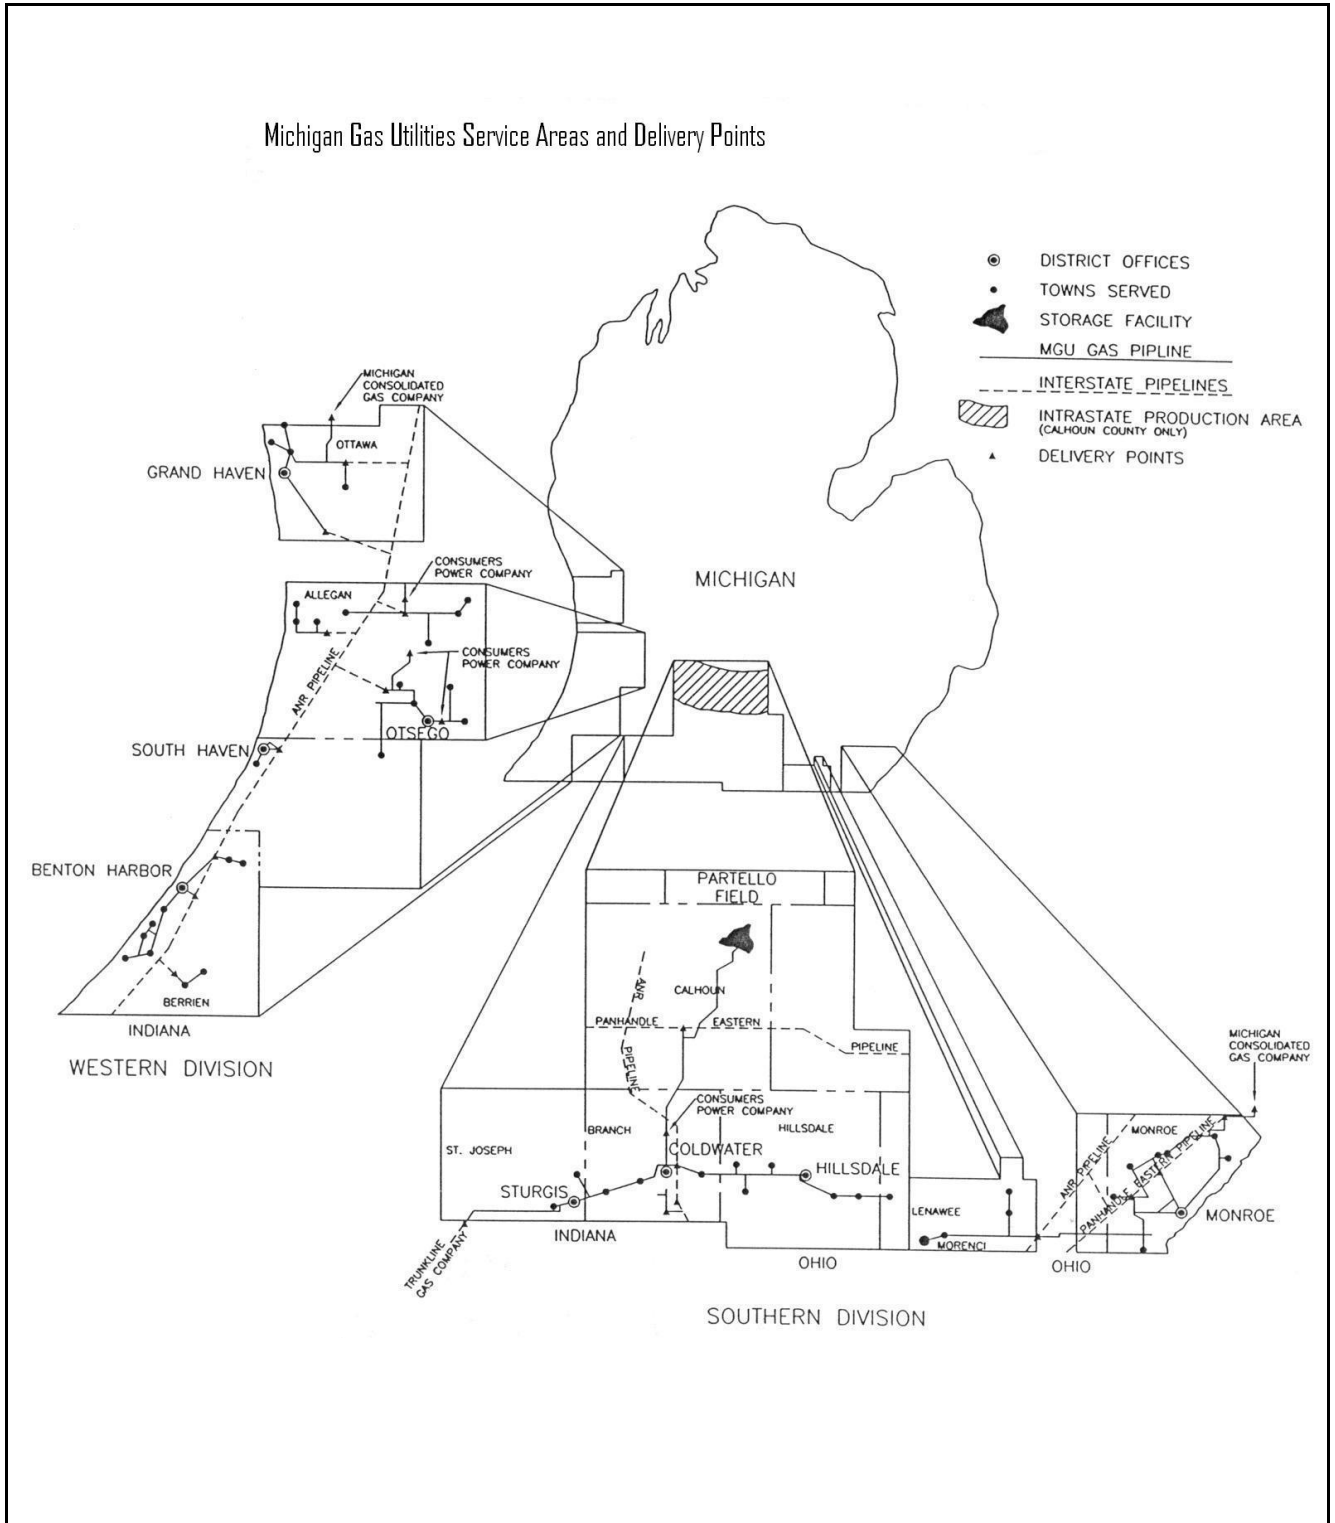 Michigan Gas Utilities Service Areas and Delivery Points
DISTRICT OFFICES
TOWNS SERVED
STORAGE FACILITY
MGU GAS PIPLINE
INTERSTATE PIPELINES
INTRASTATE PRODUCTION AREA
(CALHOUN COUNTY ONLY)
DELIVERY POINTS
MICHIGAN
CONSOLIDATED
GAS COMPANY
OTTAWA
GRAND HAVEN
CONSUMERS
POWER COMPANY
ALLEGAN
CONSUMERS
POWER COMPANY
ANR PIPELINE
OTSEGO
SOUTH HAVEN
BENTON HARBOR
BERRIEN
INDIANA
WESTERN DIVISION
MICHIGAN
PARTELLO
FIELD
ANR
CALHOUN
PANHANDLE
EASTERN
PIPELINE
PIPELINE
CONSUMERS
POWER COMPANY
BRANCH
HILLSDALE
ST. JOSEPH
COLDWATER
HILLSDALE
STURGIS
INDIANA
TRUNKLINE
GAS COMPANY
LENAWEE
MORENCI
OHIO
SOUTHERN DIVISION
MICHIGAN
CONSOLIDATED
GAS COMPANY
MONROE
ANR PIPELINE
PANHANDLE EASTERN PIPELINE
MONROE
OHIO